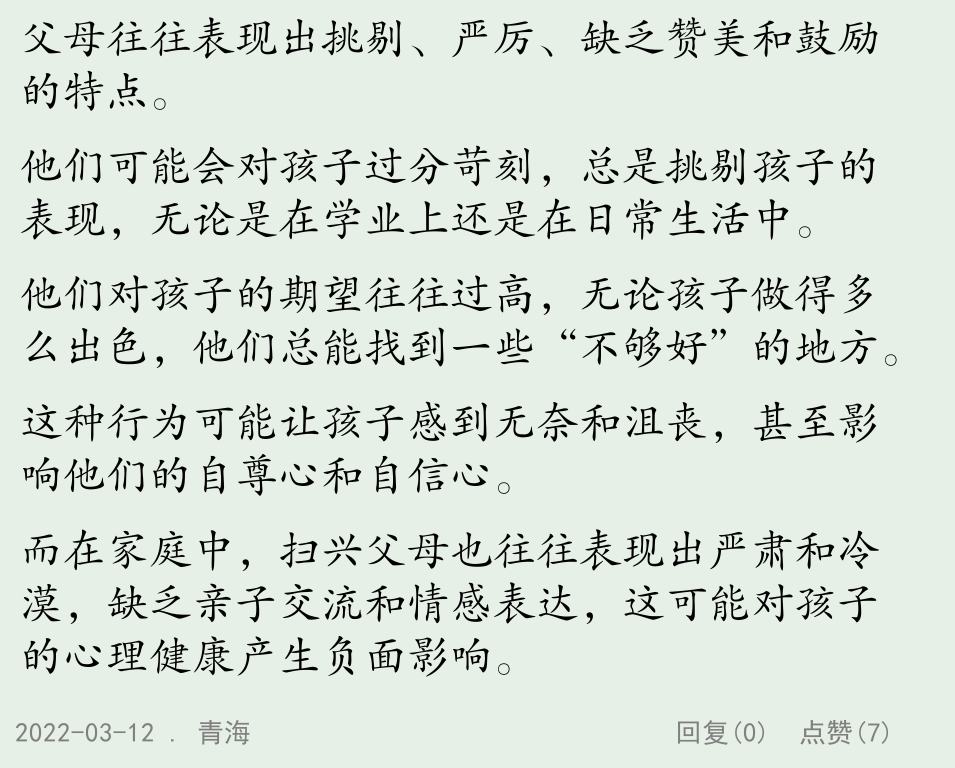 父母往往表现出挑剔、严厉、缺乏赞美和鼓励
的特点。
他们可能会对孩子过分苛刻，总是挑剔孩子的
表现，无论是在学业上还是在日常生活中。
他们对孩子的期望往往过高，无论孩子做得多
么出色，他们总能找到一些“不够好”的地方。
这种行为可能让孩子感到无奈和沮丧，甚至影
响他们的自尊心和自信心。
而在家庭中，扫兴父母也往往表现出严肃和冷
漠，缺乏亲子交流和情感表达，这可能对孩子
的心理健康产生负面影响。
2022-03-12 . 青海 回复(0) 点赞(7)